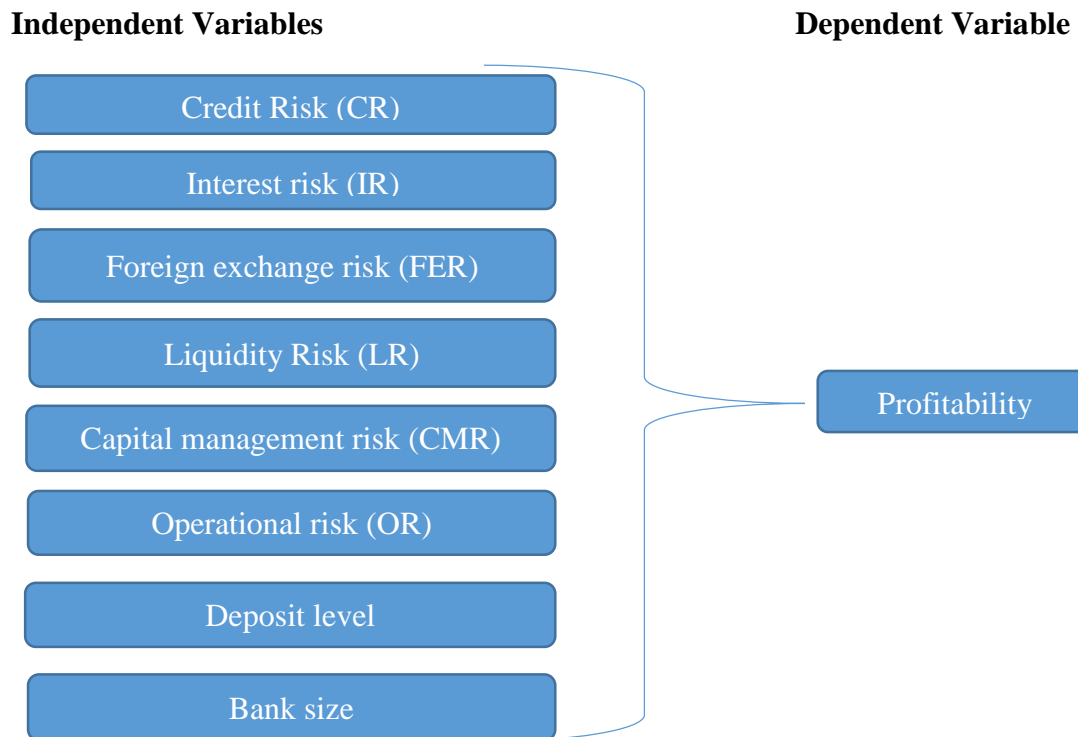 Independent Variables
Dependent Variable
Credit Risk (CR)
Interest risk (IR)
Foreign exchange risk (FER)
Liquidity Risk (LR)
Capital management risk (CMR)
Operational risk (OR)
Deposit level
Bank size
Profitability